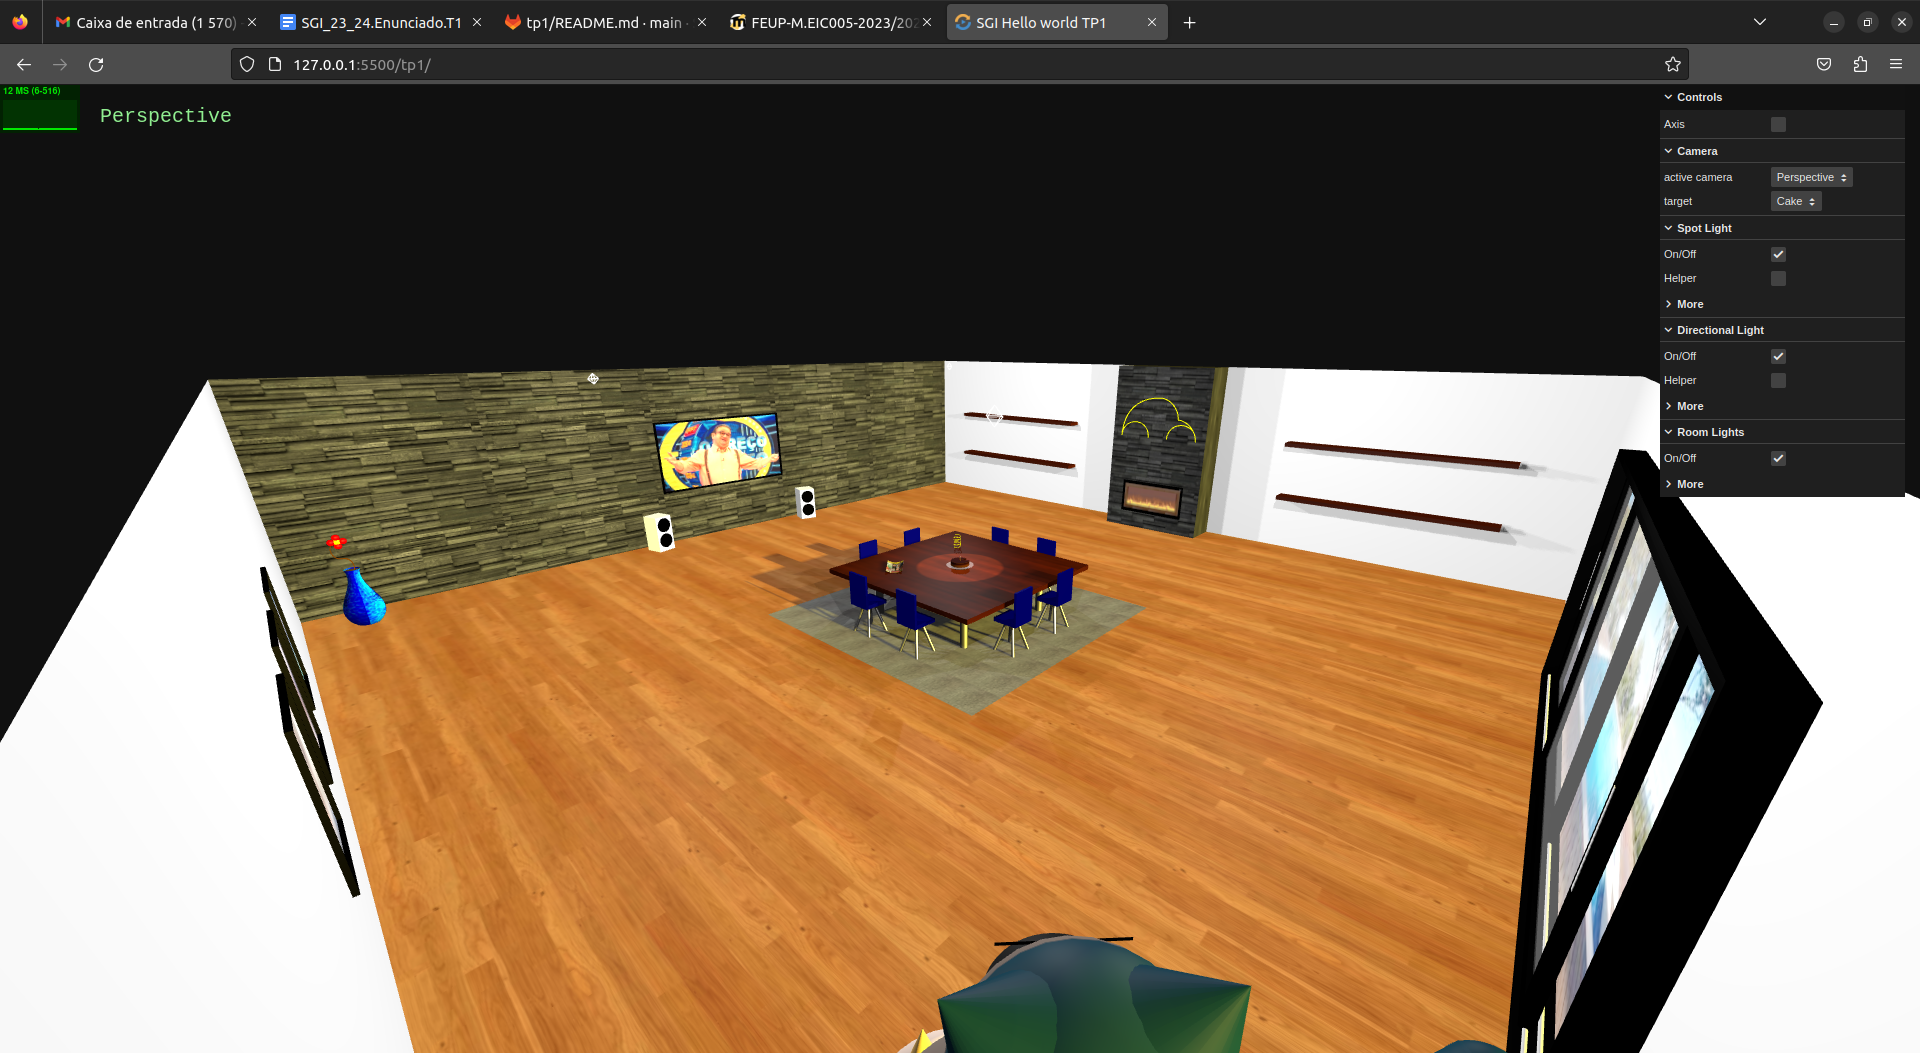 Caixa de entrada (1 570)
SGI_23_24.Enunciado.T1
tp1/README.md · main
FEUP-M.EIC005-2023/202
SGI Hello world TP1
127.0.0.1:5500/tp1/
12 MS (6-516)
Perspective
Controls
Axis
Camera
active camera Perspective
target Cake
Spot Light
On/Off
Helper
More
Directional Light
On/Off
Helper
More
Room Lights
On/Off
More